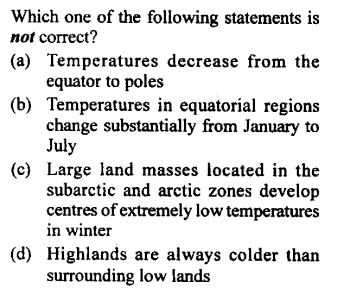 Which one of the following statements is
not correct?
(a) Temperatures decrease from the
equator to poles
(b) Temperatures in equatorial regions
change substantially from January to
July
(c) Large land masses located in the
subarctic and arctic zones develop
centres of extremely low temperatures
in winter
(d) Highlands are always colder than
surrounding low lands